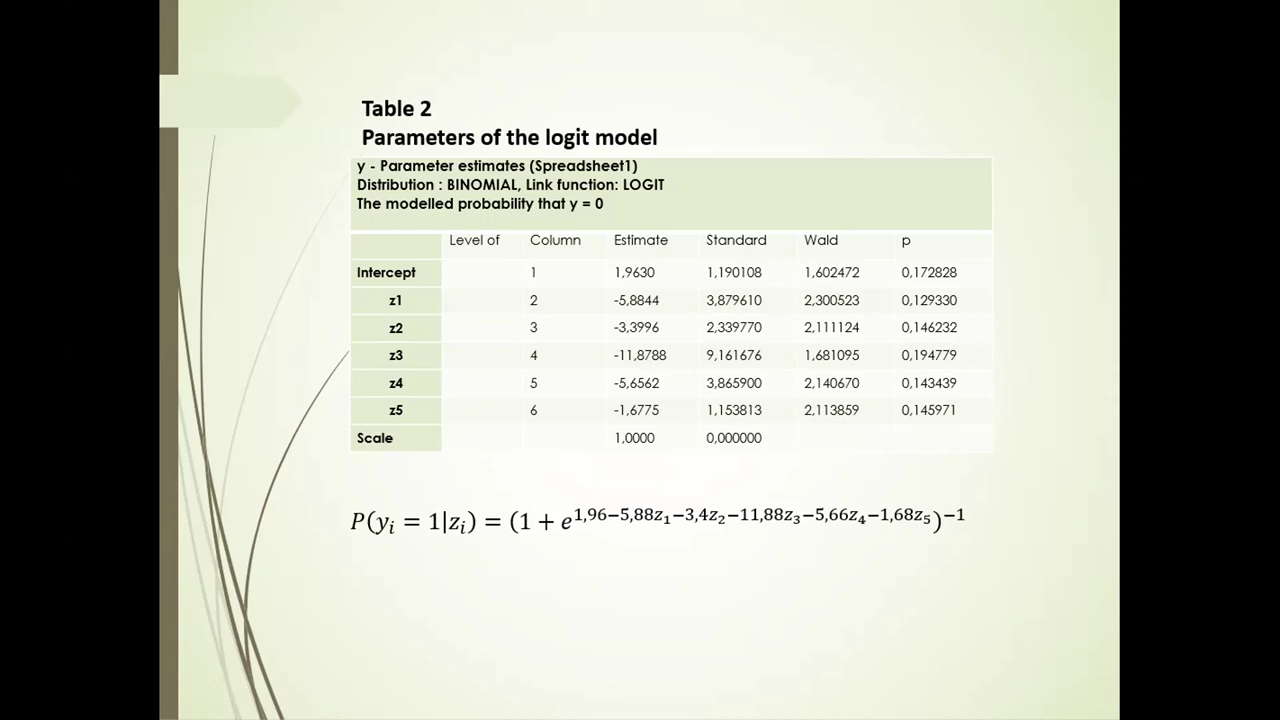 Table 2
Parameters of the logit model
y - Parameter estimates (Spreadsheet1)
Distribution : BINOMIAL, Link function: LOGIT
The modelled probability that y = 0
Level of Column Estimate Standard Wald p
Intercept 1 1,9630 1,190108 1,602472 0,172828
z1 2 -5,8844 3,879610 2,300523 0,129330
z2 3 -3,3996 2,339770 2,111124 0,146232
z3 4 -11,8788 9,161676 1,681095 0,194779
z4 5 -5,6562 3,865900 2,140670 0,143439
z5 6 -1,6775 1,153813 2,113859 0,145971
Scale 1,0000 0,000000
P(yᵢ = 1|zᵢ) = (1 + e^{1,96−5,88z₁−3,4z₂−11,88z₃−5,66z₄−1,68z₅})^{−1}